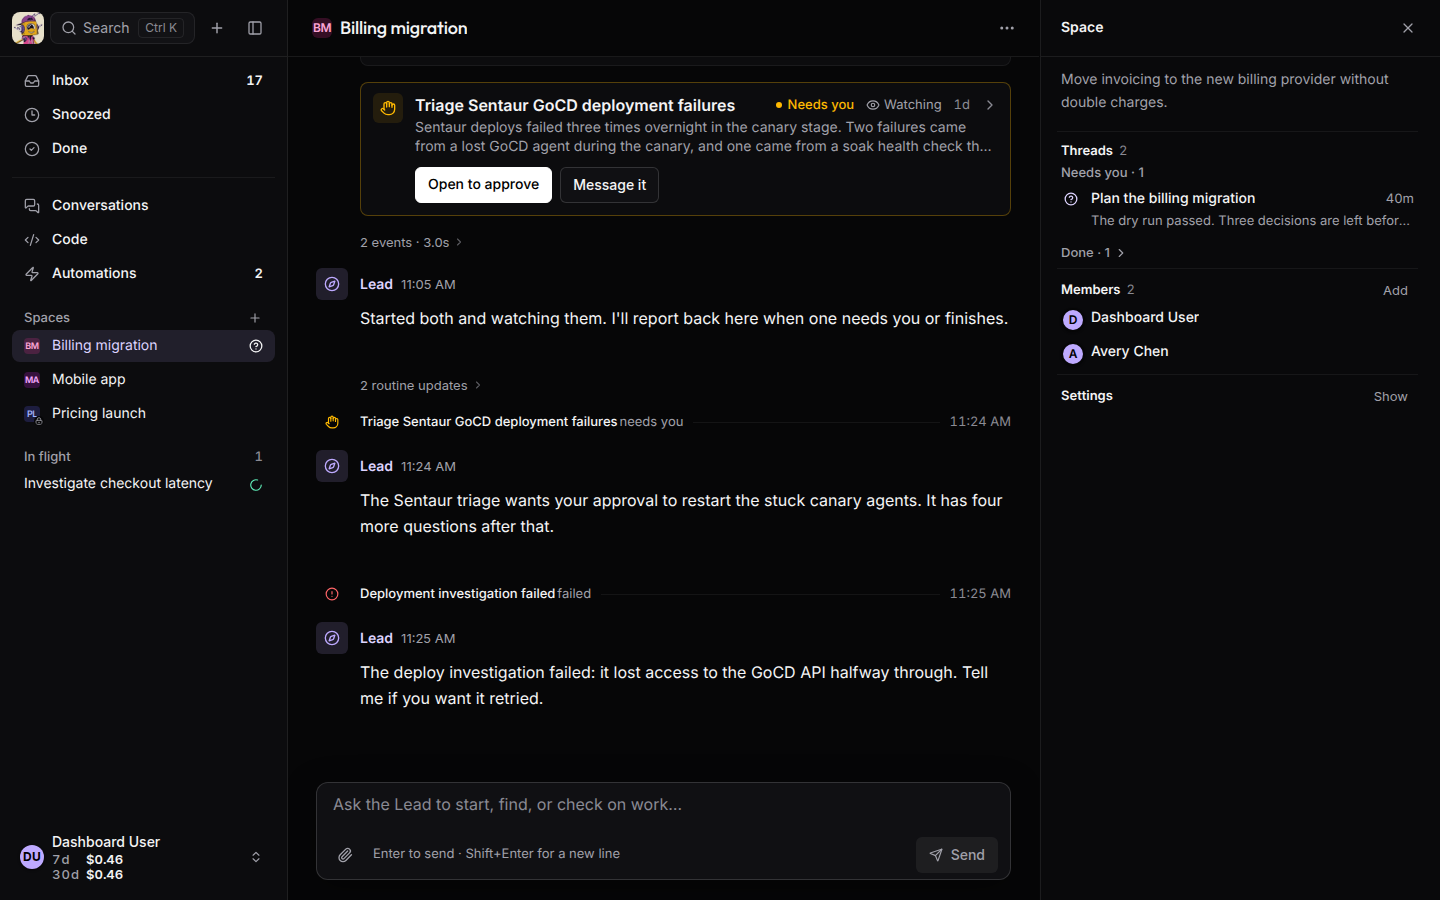 Search
Ctrl K
Inbox
17
Snoozed
Done
Conversations
Code
Automations
2
Spaces
BM
Billing migration
MA
Mobile app
PL
Pricing launch
In flight
1
Investigate checkout latency
DU
Dashboard User
7d $0.46
30d $0.46
BM
Billing migration
Triage Sentaur GoCD deployment failures
Needs you
Watching
1d
Sentaur deploys failed three times overnight in the canary stage. Two failures came
from a lost GoCD agent during the canary, and one came from a soak health check th…
Open to approve
Message it
2 events · 3.0s
Lead 11:05 AM
Started both and watching them. I'll report back here when one needs you or finishes.
2 routine updates
Triage Sentaur GoCD deployment failures needs you
11:24 AM
Lead 11:24 AM
The Sentaur triage wants your approval to restart the stuck canary agents. It has four
more questions after that.
Deployment investigation failed failed
11:25 AM
Lead 11:25 AM
The deploy investigation failed: it lost access to the GoCD API halfway through. Tell
me if you want it retried.
Ask the Lead to start, find, or check on work...
Enter to send · Shift+Enter for a new line
Send
Space
Move invoicing to the new billing provider without
double charges.
Threads 2
Needs you · 1
Plan the billing migration
40m
The dry run passed. Three decisions are left befor…
Done · 1
Members 2
Add
D
Dashboard User
A
Avery Chen
Settings
Show